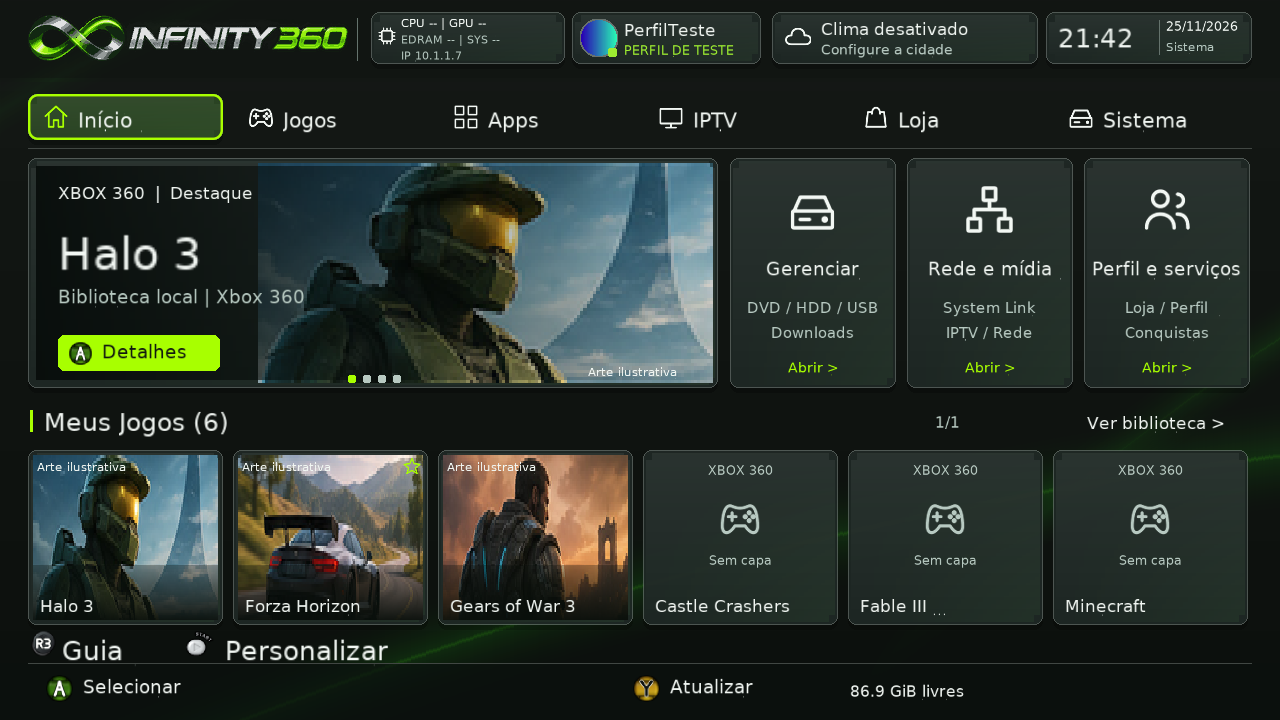 INFINITY 360
CPU -- | GPU --
EDRAM -- | SYS --
IP 10.1.1.7
PerfilTeste
PERFIL DE TESTE
Clima desativado
Configure a cidade
21:42
25/11/2026
Sistema
Início
Jogos
Apps
IPTV
Loja
Sistema
XBOX 360 | Destaque
Halo 3
Biblioteca local | Xbox 360
A Detalhes
Arte ilustrativa
Gerenciar
DVD / HDD / USB
Downloads
Abrir >
Rede e mídia
System Link
IPTV / Rede
Abrir >
Perfil e serviços
Loja / Perfil
Conquistas
Abrir >
Meus Jogos (6)
1/1
Ver biblioteca >
Arte ilustrativa
Halo 3
Arte ilustrativa
Forza Horizon
Arte ilustrativa
Gears of War 3
XBOX 360
Sem capa
Castle Crashers
XBOX 360
Sem capa
Fable III ...
XBOX 360
Sem capa
Minecraft
R3 Guia
START Personalizar
A Selecionar
Y Atualizar
86.9 GiB livres